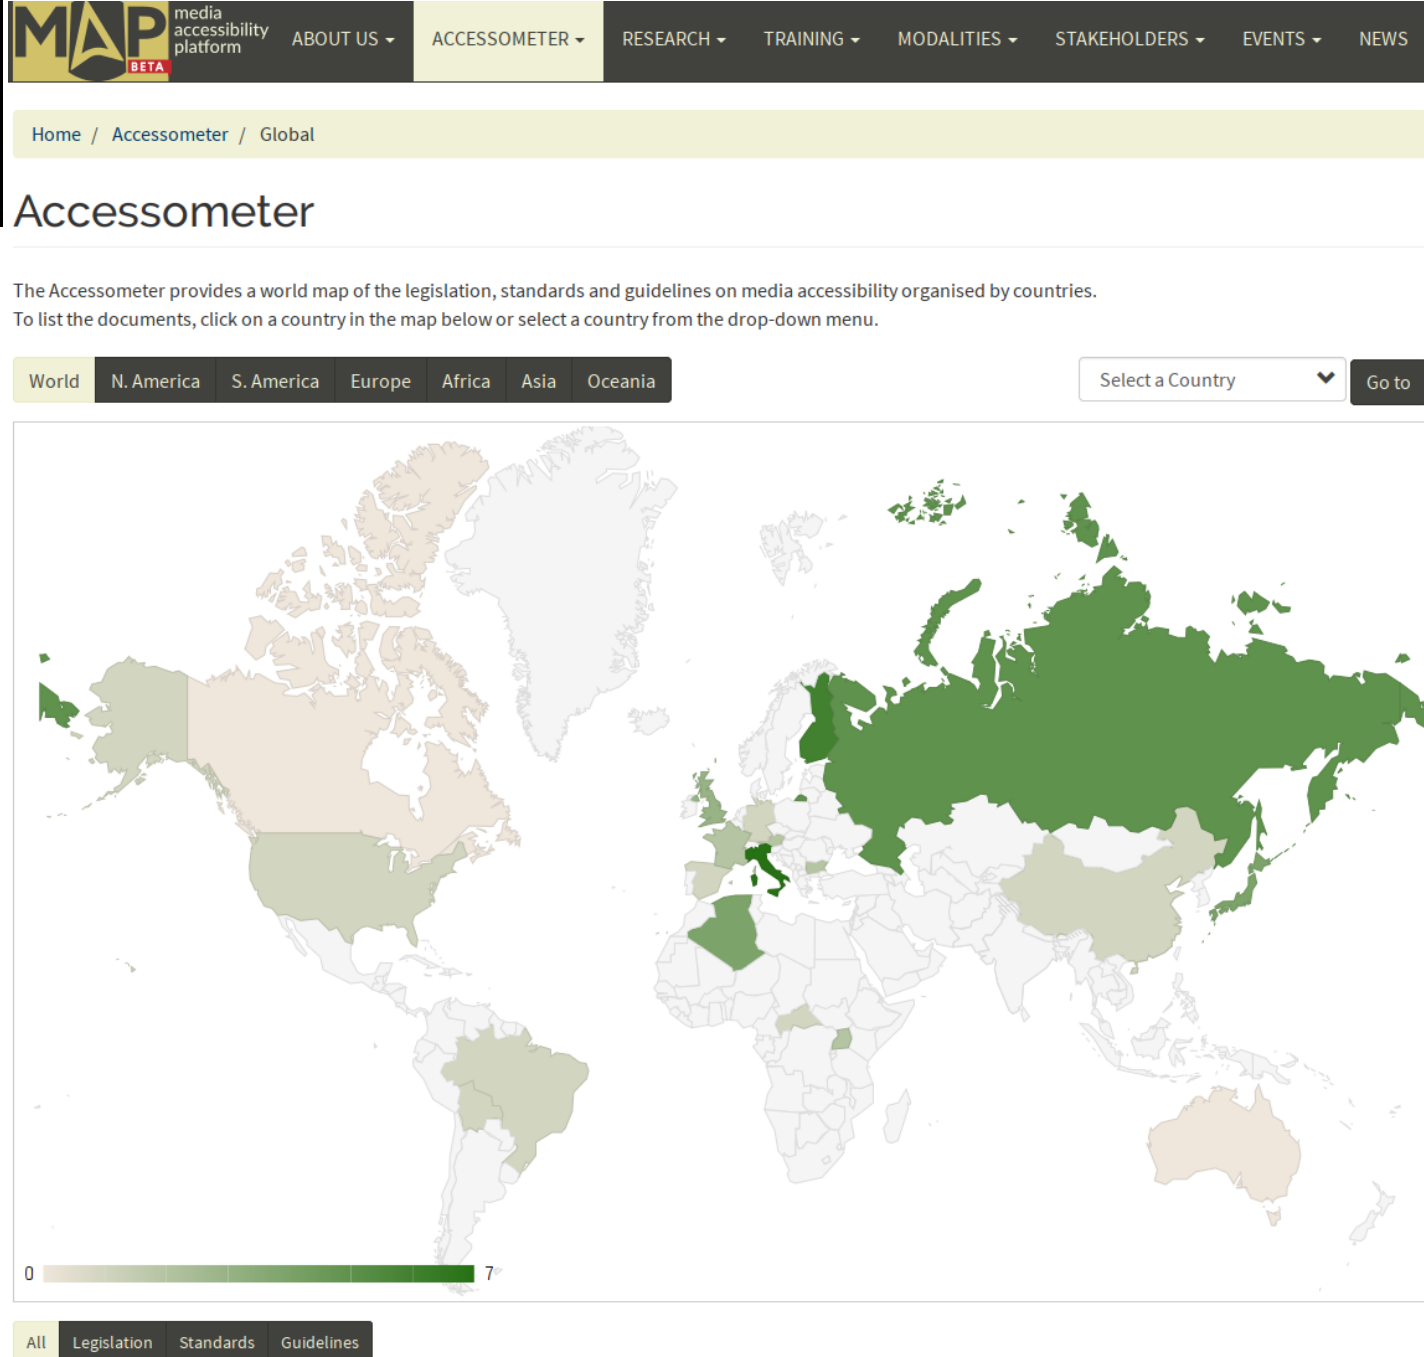 MAP
BETA
media
accessibility
platform
ABOUT US
ACCESSOMETER
RESEARCH
TRAINING
MODALITIES
STAKEHOLDERS
EVENTS
NEWS
Home / Accessometer / Global
Accessometer
The Accessometer provides a world map of the legislation, standards and guidelines on media accessibility organised by countries.
To list the documents, click on a country in the map below or select a country from the drop-down menu.
World N. America S. America Europe Africa Asia Oceania
Select a Country
Go to
0
7
All Legislation Standards Guidelines